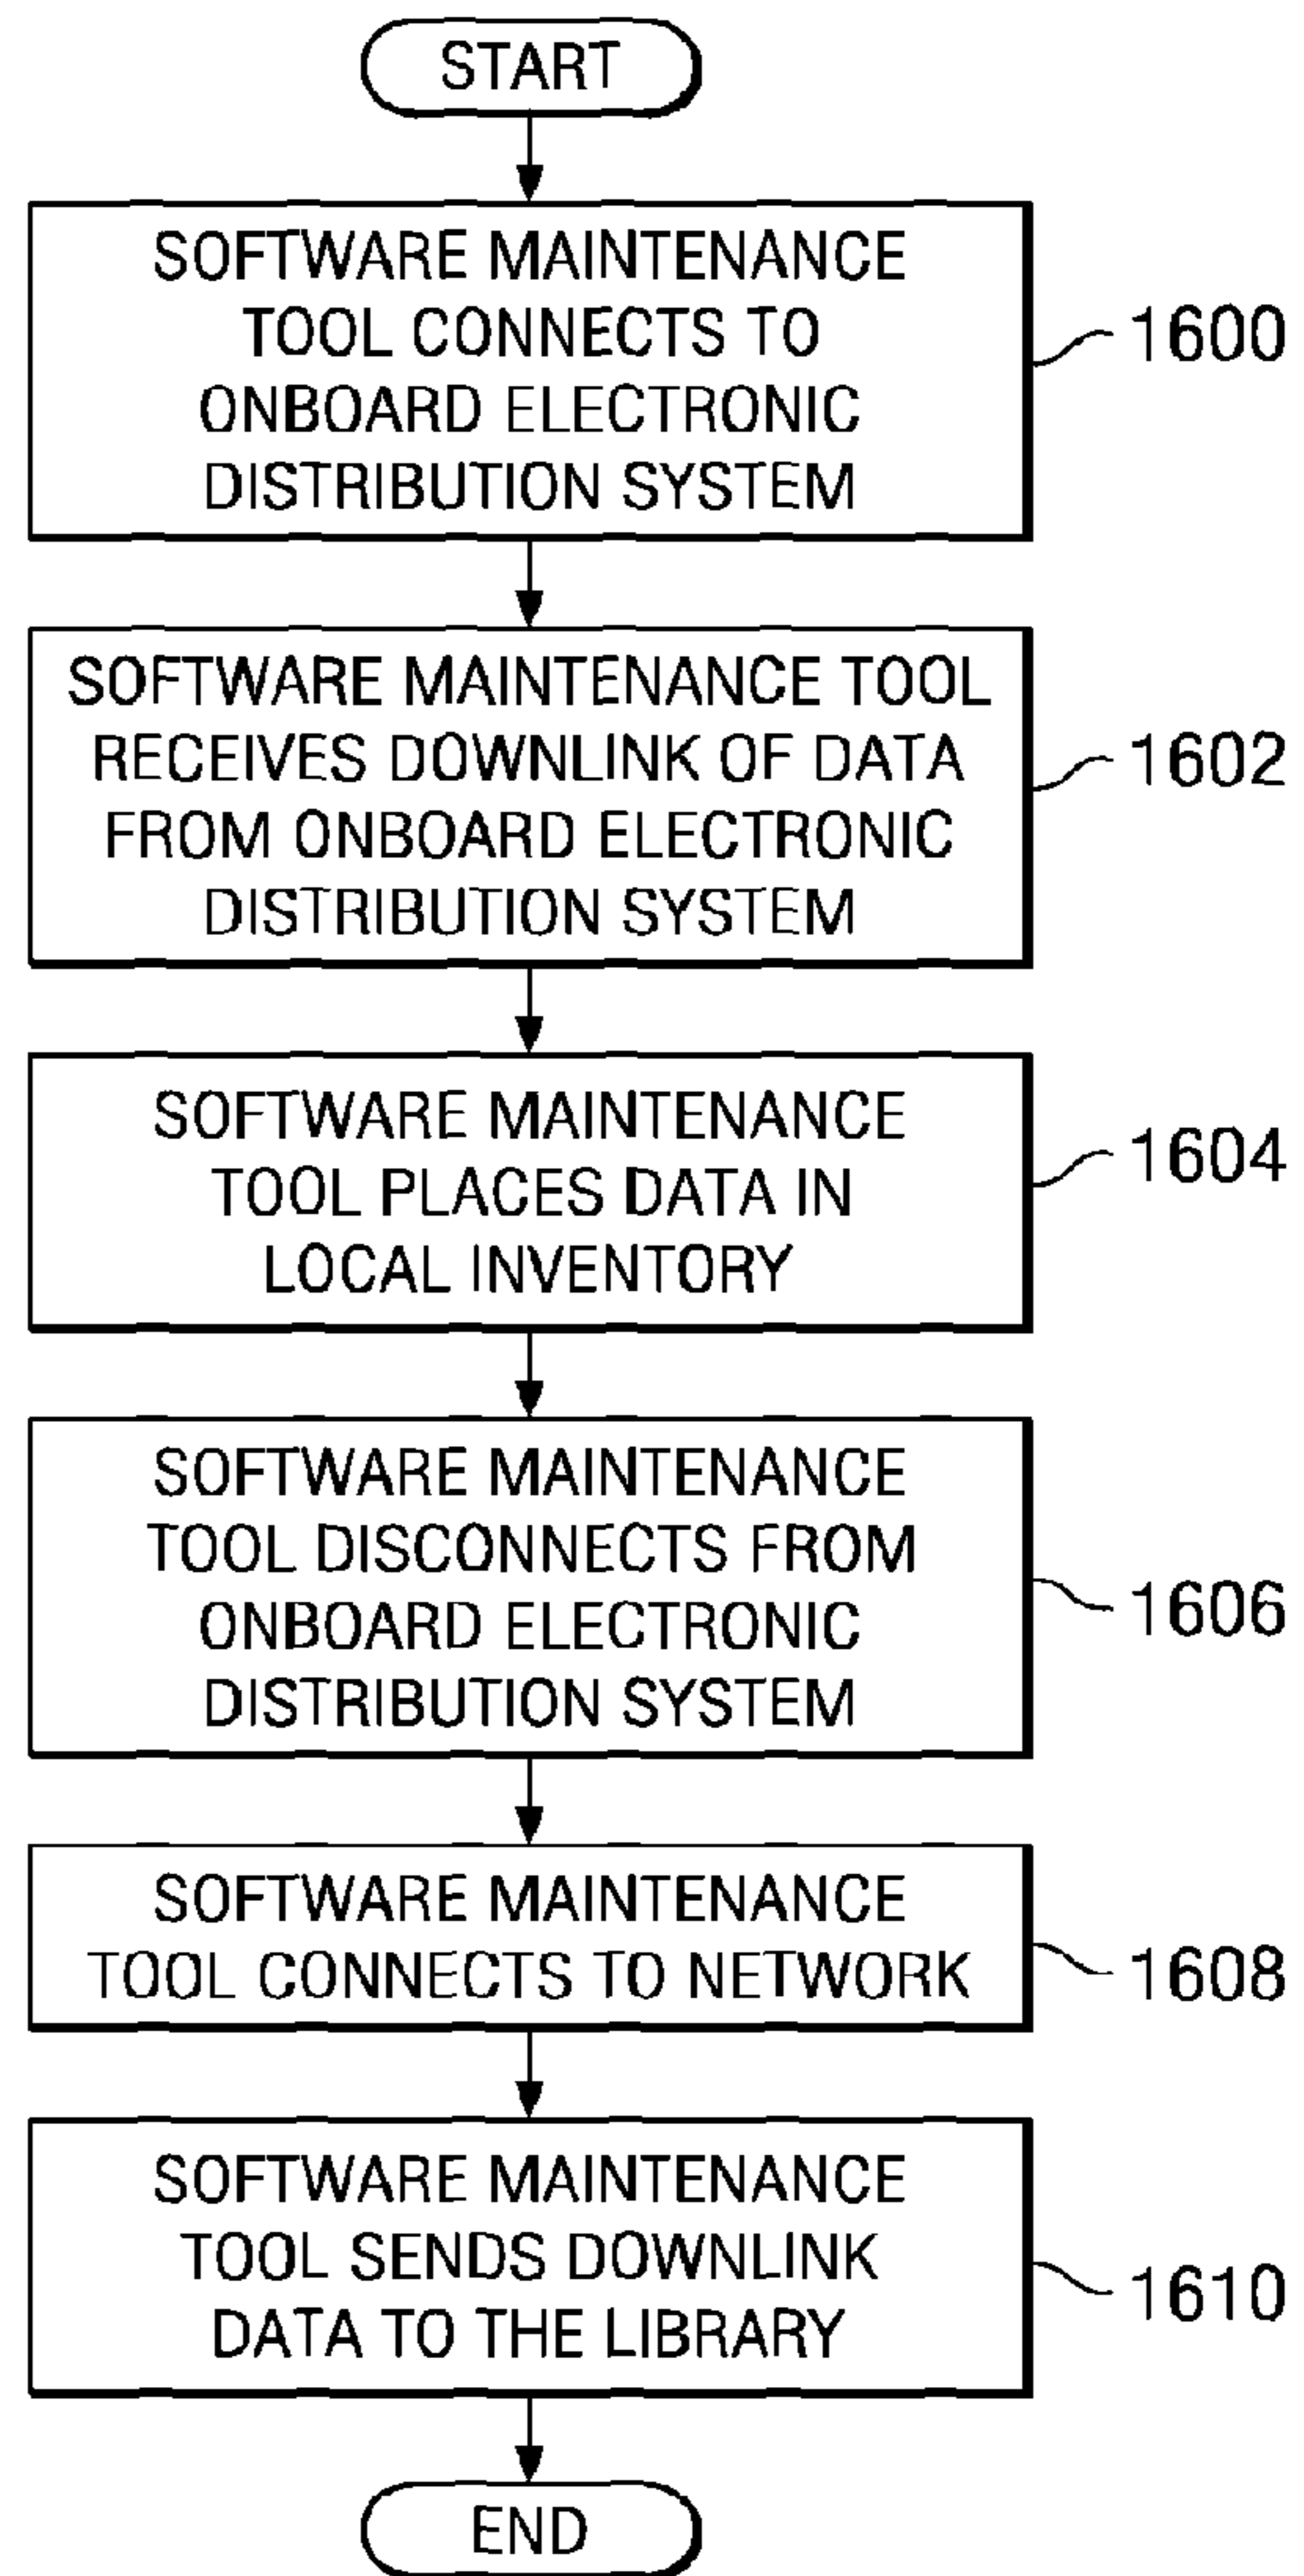 START
SOFTWARE MAINTENANCE
TOOL CONNECTS TO
ONBOARD ELECTRONIC
DISTRIBUTION SYSTEM
1600
SOFTWARE MAINTENANCE TOOL
RECEIVES DOWNLINK OF DATA
FROM ONBOARD ELECTRONIC
DISTRIBUTION SYSTEM
1602
SOFTWARE MAINTENANCE
TOOL PLACES DATA IN
LOCAL INVENTORY
1604
SOFTWARE MAINTENANCE
TOOL DISCONNECTS FROM
ONBOARD ELECTRONIC
DISTRIBUTION SYSTEM
1606
SOFTWARE MAINTENANCE
TOOL CONNECTS TO NETWORK
1608
SOFTWARE MAINTENANCE
TOOL SENDS DOWNLINK
DATA TO THE LIBRARY
1610
END